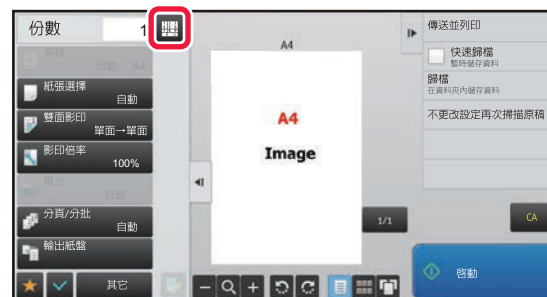 份數
1
原稿
自動 A4
紙張選擇
自動
雙面影印
單面→單面
影印倍率
100%
曝光
自動
分頁/分批
自動
輸出紙盤
其它
A4
A4
Image
1/1
傳送並列印
快速歸檔
暫時儲存資料
歸檔
在資料夾內儲存資料
不更改設定再次掃描原稿
CA
啓動